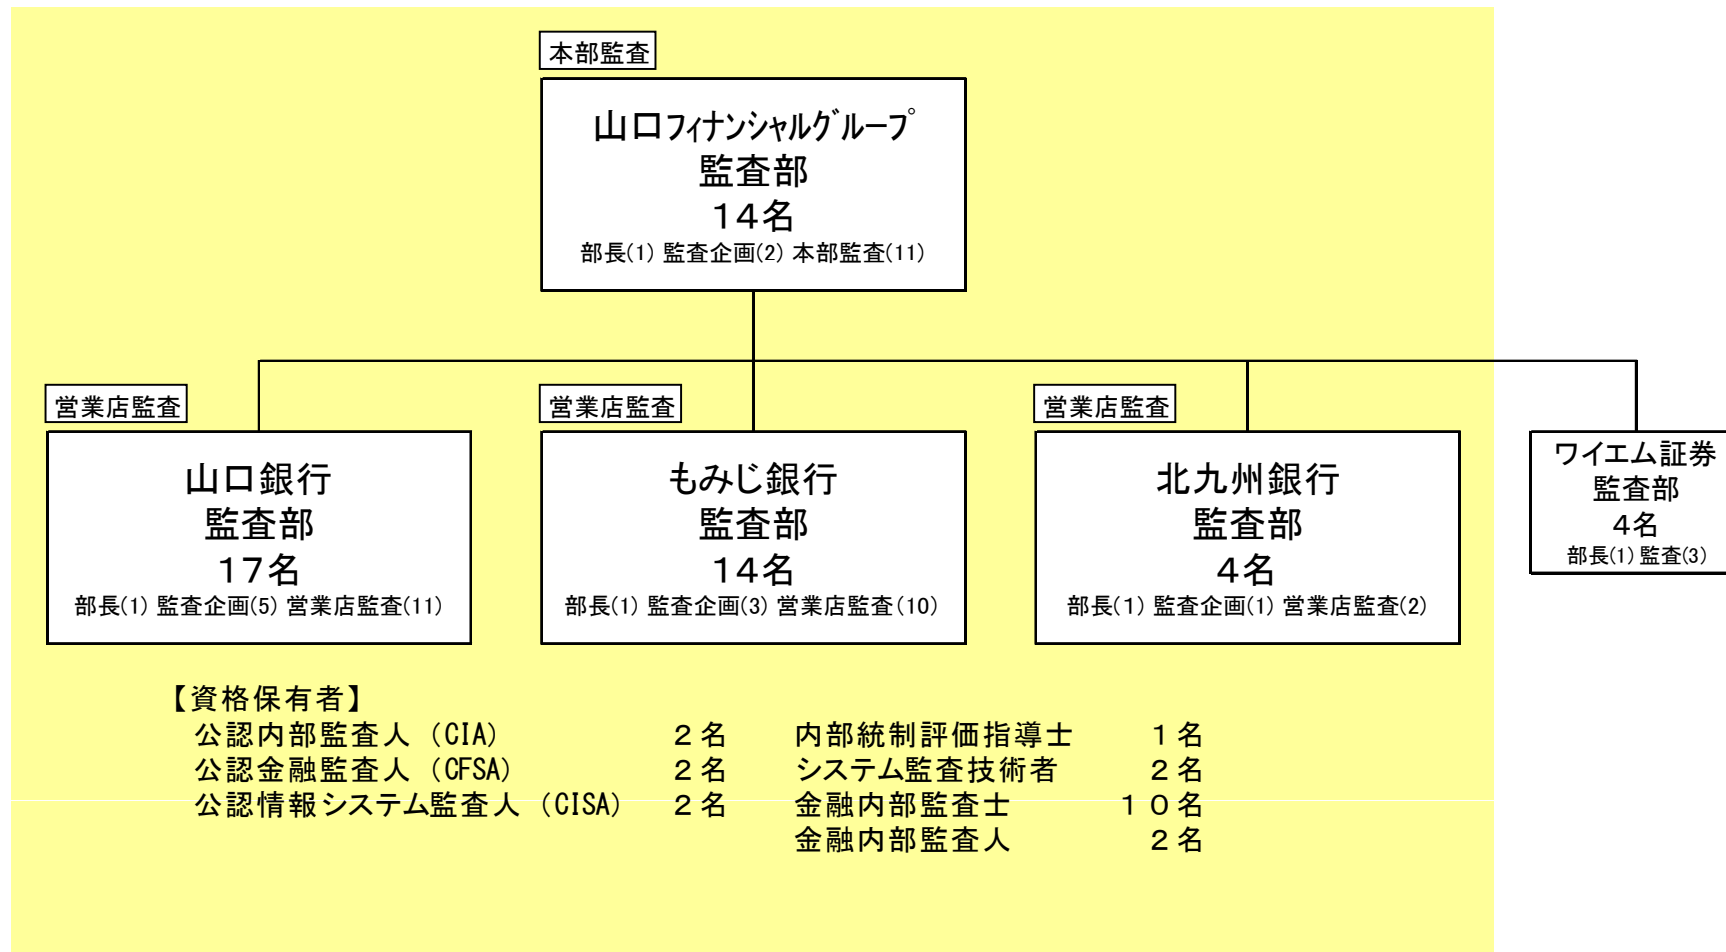 本部監査
山口フィナンシャルグループ
監査部
14名
部長(1) 監査企画(2) 本部監査(11)
営業店監査
山口銀行
監査部
17名
部長(1) 監査企画(5) 営業店監査(11)
営業店監査
もみじ銀行
監査部
14名
部長(1) 監査企画(3) 営業店監査(10)
営業店監査
北九州銀行
監査部
4名
部長(1) 監査企画(1) 営業店監査(2)
ワイエム証券
監査部
4名
部長(1) 監査(3)
【資格保有者】
公認内部監査人（CIA） 2名 内部統制評価指導士 1名
公認金融監査人（CFSA） 2名 システム監査技術者 2名
公認情報システム監査人（CISA） 2名 金融内部監査士 10名
金融内部監査人 2名